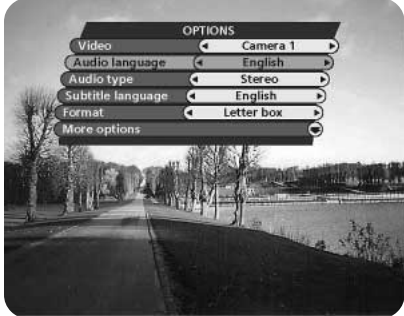 OPTIONS
Video Camera 1
Audio language English
Audio type Stereo
Subtitle language English
Format Letter box
More options